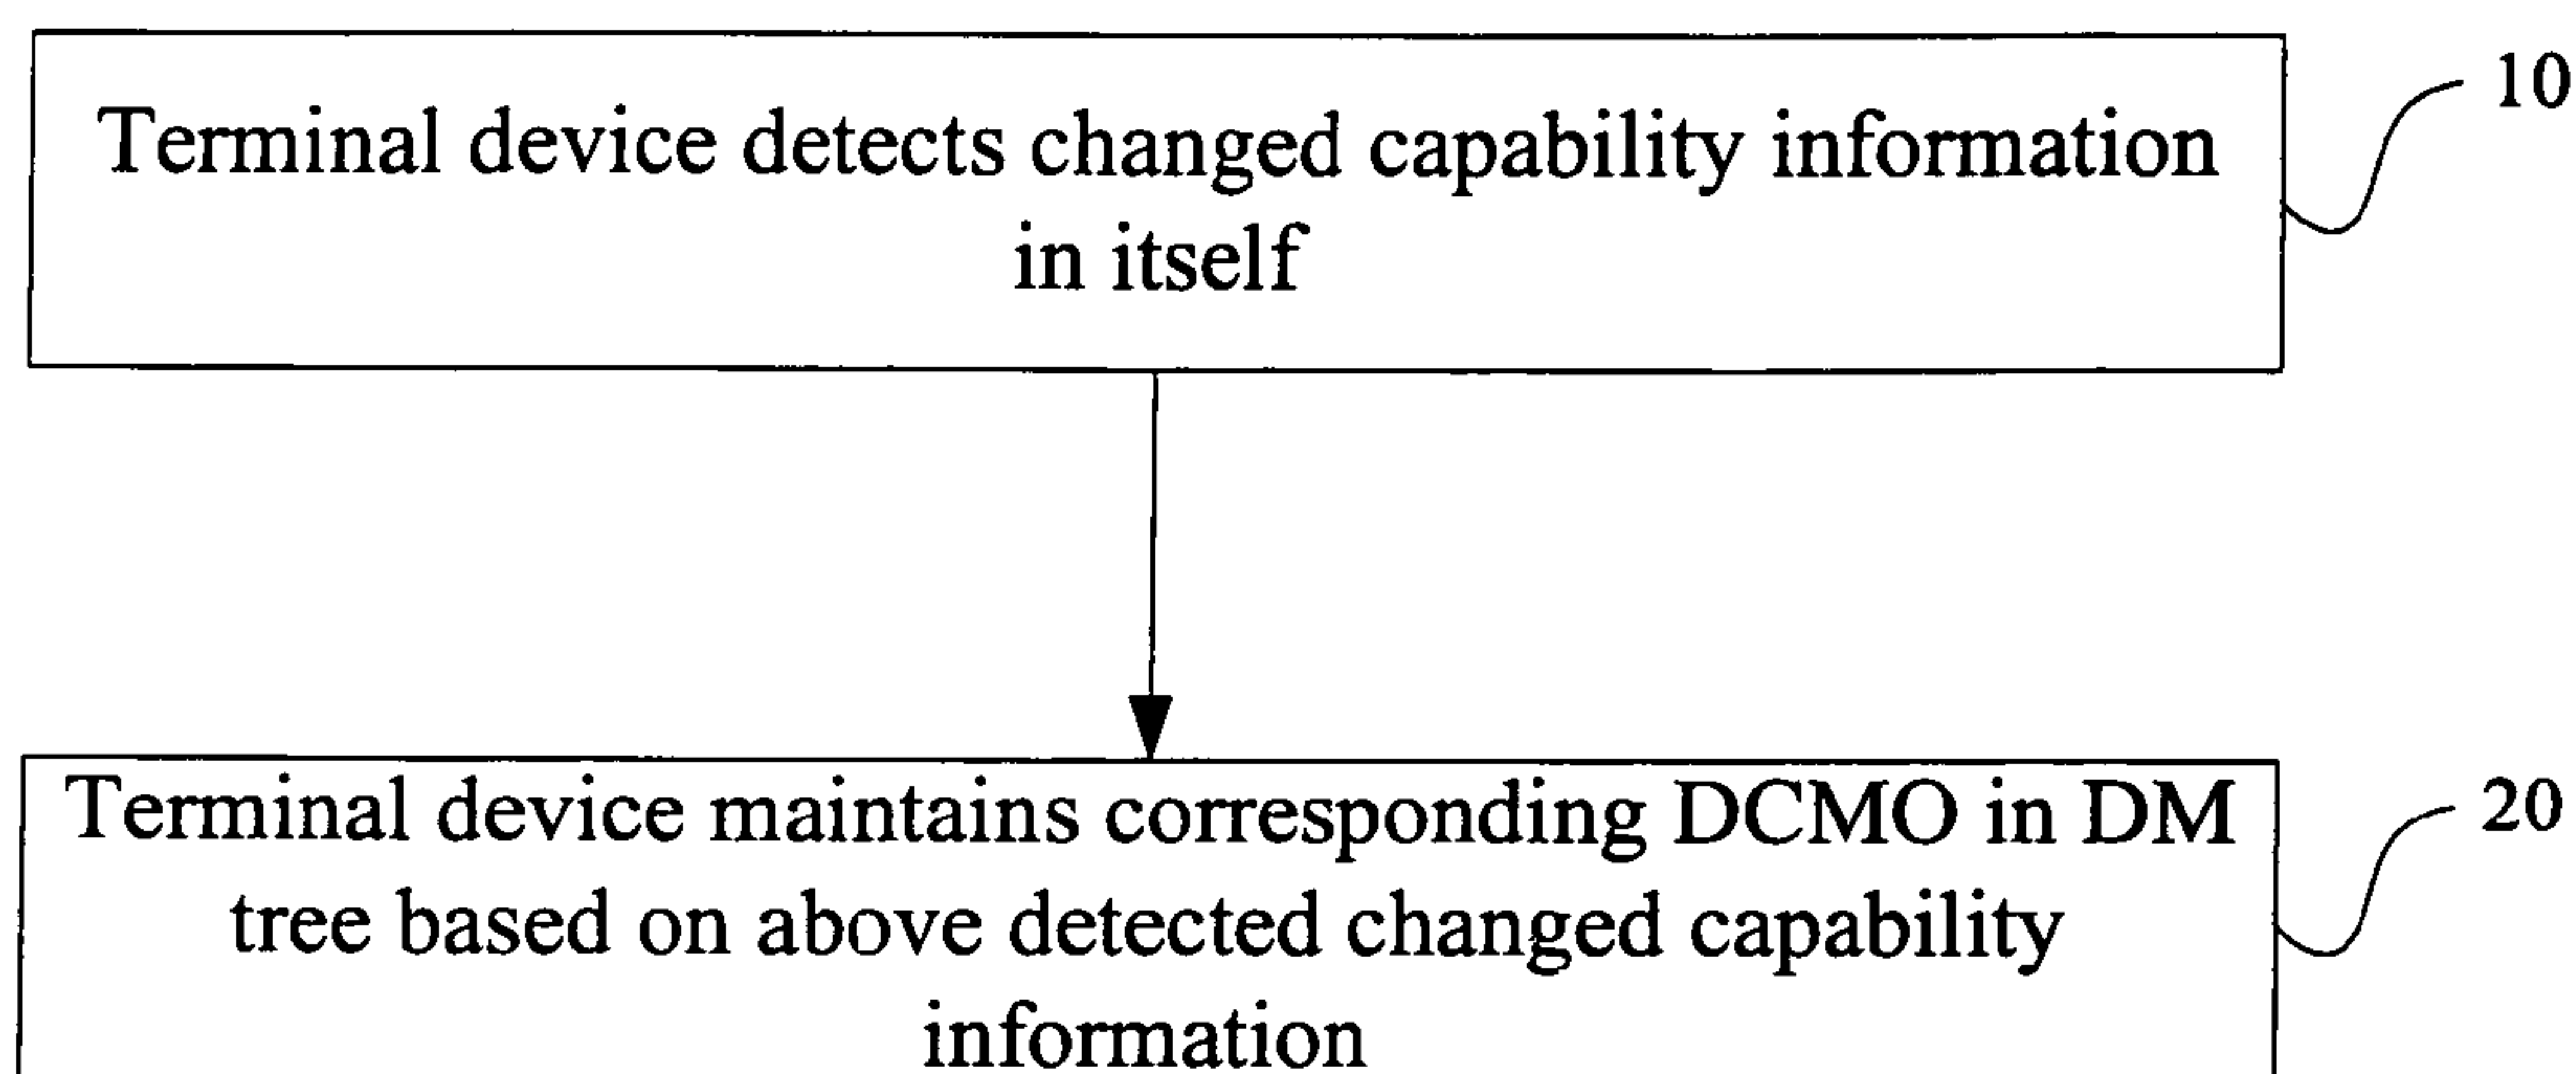 Terminal device detects changed capability information
in itself
10
Terminal device maintains corresponding DCMO in DM
tree based on above detected changed capability
information
20